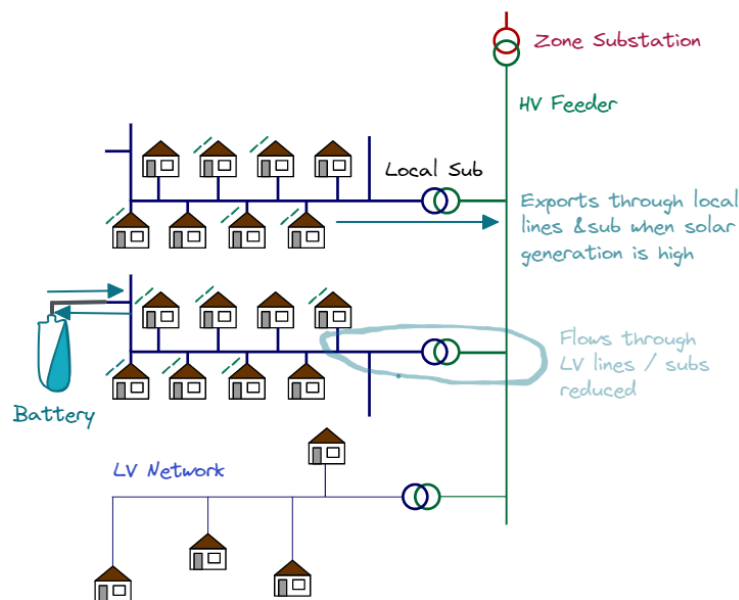 Zone Substation
HV Feeder
Local Sub
Exports through local
lines &sub when solar
generation is high
Flows through
LV lines / subs
reduced
Battery
LV Network